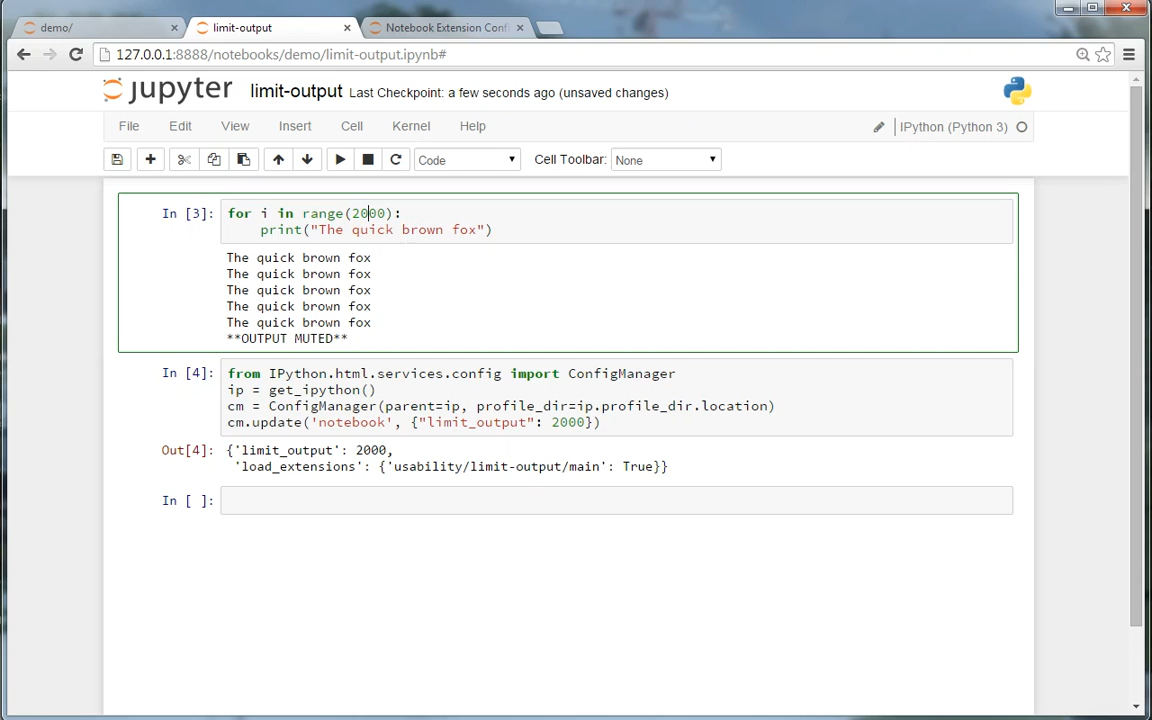 demo/
limit-output
Notebook Extension Confi
127.0.0.1:8888/notebooks/demo/limit-output.ipynb#
jupyter
limit-output
Last Checkpoint: a few seconds ago (unsaved changes)
File
Edit
View
Insert
Cell
Kernel
Help
IPython (Python 3)
Code
Cell Toolbar:
None
In [3]:
for i in range(2000):
    print("The quick brown fox")
The quick brown fox
The quick brown fox
The quick brown fox
The quick brown fox
The quick brown fox
**OUTPUT MUTED**
In [4]:
from IPython.html.services.config import ConfigManager
ip = get_ipython()
cm = ConfigManager(parent=ip, profile_dir=ip.profile_dir.location)
cm.update('notebook', {"limit_output": 2000})
Out[4]:
{'limit_output': 2000,
 'load_extensions': {'usability/limit-output/main': True}}
In [ ]: